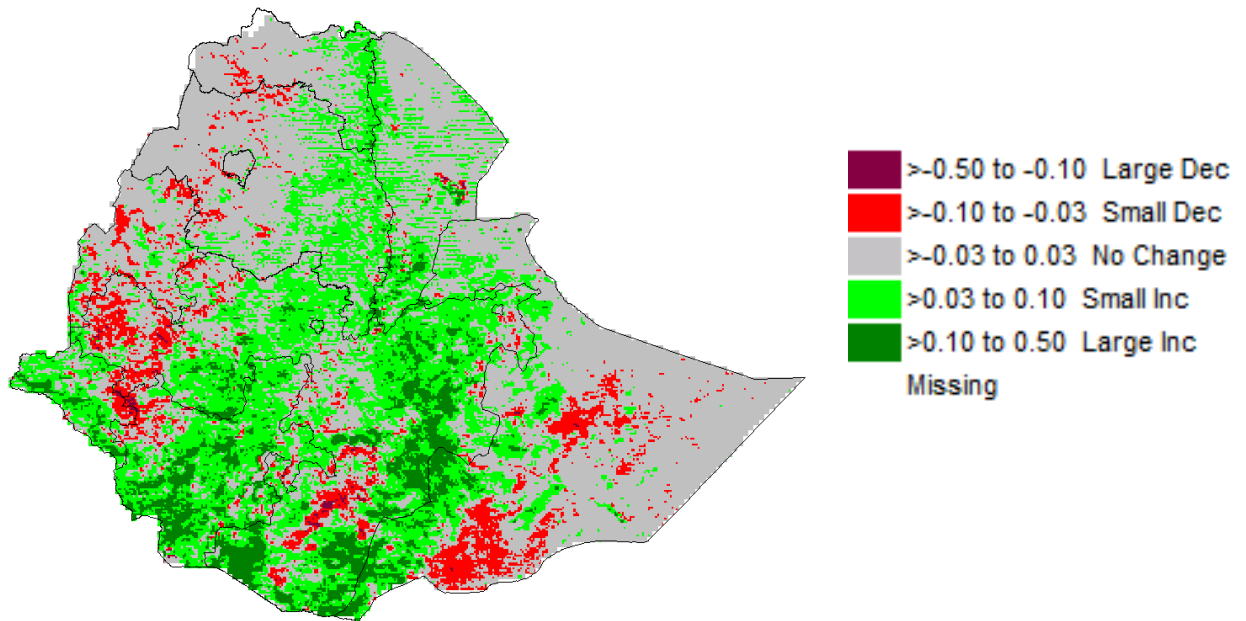 >-0.50 to -0.10 Large Dec
>-0.10 to -0.03 Small Dec
>-0.03 to 0.03 No Change
>0.03 to 0.10 Small Inc
>0.10 to 0.50 Large Inc
Missing